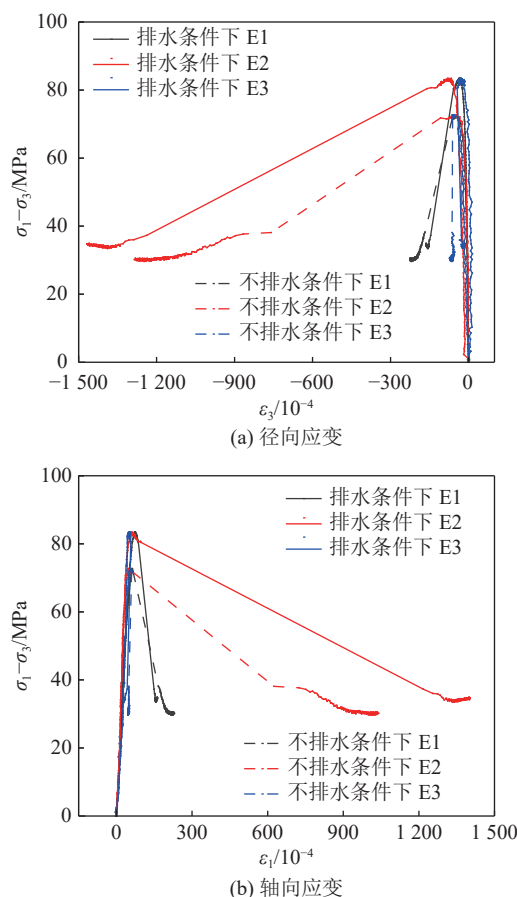 排水条件下 E1
排水条件下 E2
排水条件下 E3
100
80
60
40
20
0
σ₁−σ₃/MPa
不排水条件下 E1
不排水条件下 E2
不排水条件下 E3
−1 500 −1 200 −900 −600 −300 0
ε₃/10⁻⁴
(a) 径向应变
排水条件下 E1
排水条件下 E2
排水条件下 E3
100
80
60
40
20
0
σ₁−σ₃/MPa
不排水条件下 E1
不排水条件下 E2
不排水条件下 E3
0 300 600 900 1 200 1 500
ε₁/10⁻⁴
(b) 轴向应变